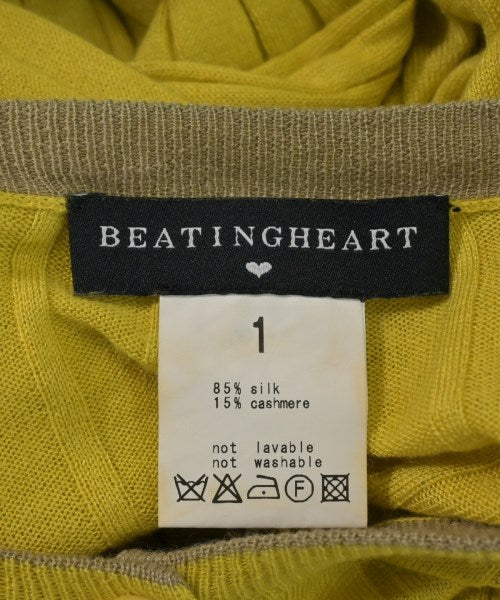 BEATINGHEART
1
85% silk
15% cashmere
not lavable
not washable
F